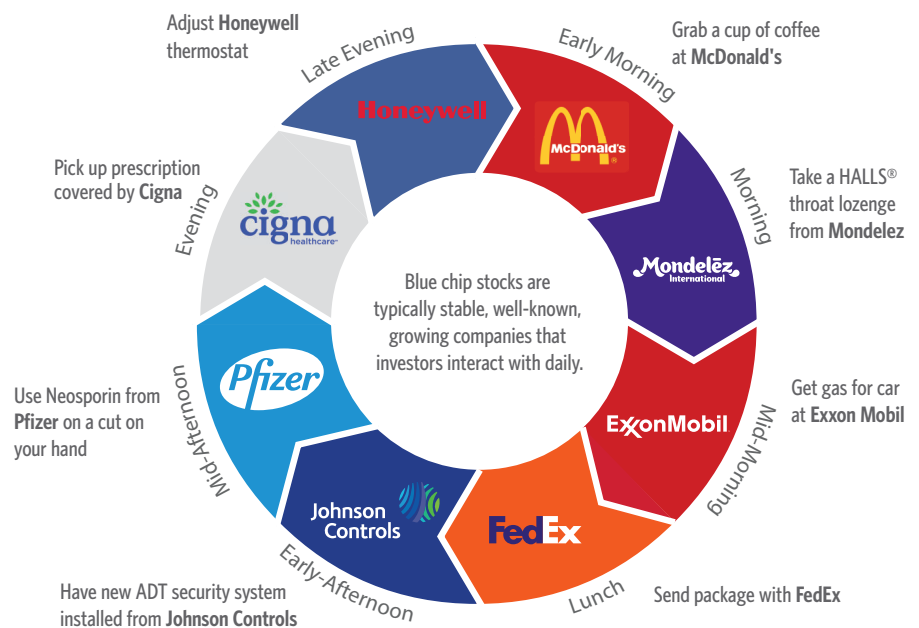 Adjust Honeywell
thermostat
Late Evening
Honeywell
Early Morning
McDonald's
®
Grab a cup of coffee
at McDonald's
Morning
Mondelēz
International
Take a HALLS®
throat lozenge
from Mondelez
Pick up prescription
covered by Cigna
Evening
cigna
healthcare™
Blue chip stocks are
typically stable, well-known,
growing companies that
investors interact with daily.
Mid-Morning
ExxonMobil
Get gas for car
at Exxon Mobil
Mid-Afternoon
Pfizer
Use Neosporin from
Pfizer on a cut on
your hand
Early-Afternoon
Johnson
Controls
Have new ADT security system
installed from Johnson Controls
Lunch
FedEx
Send package with FedEx